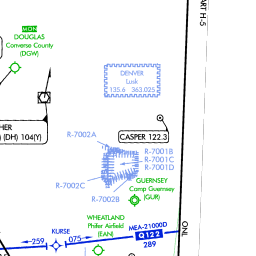 MON
DOUGLAS
Converse County
(DGW)
DENVER
Lusk
135.6 363.025
ART H-5
HER
(DH) 104(Y)
CASPER 122.3
R-7002A
R-7001B
R-7001C
R-7001D
R-7002C
R-7002B
GUERNSEY
Camp Guernsey
(GUR)
WHEATLAND
Phifer Airfield
(EAN)
KURSE
259
075
MEA-21000D
Q122
289
ONL